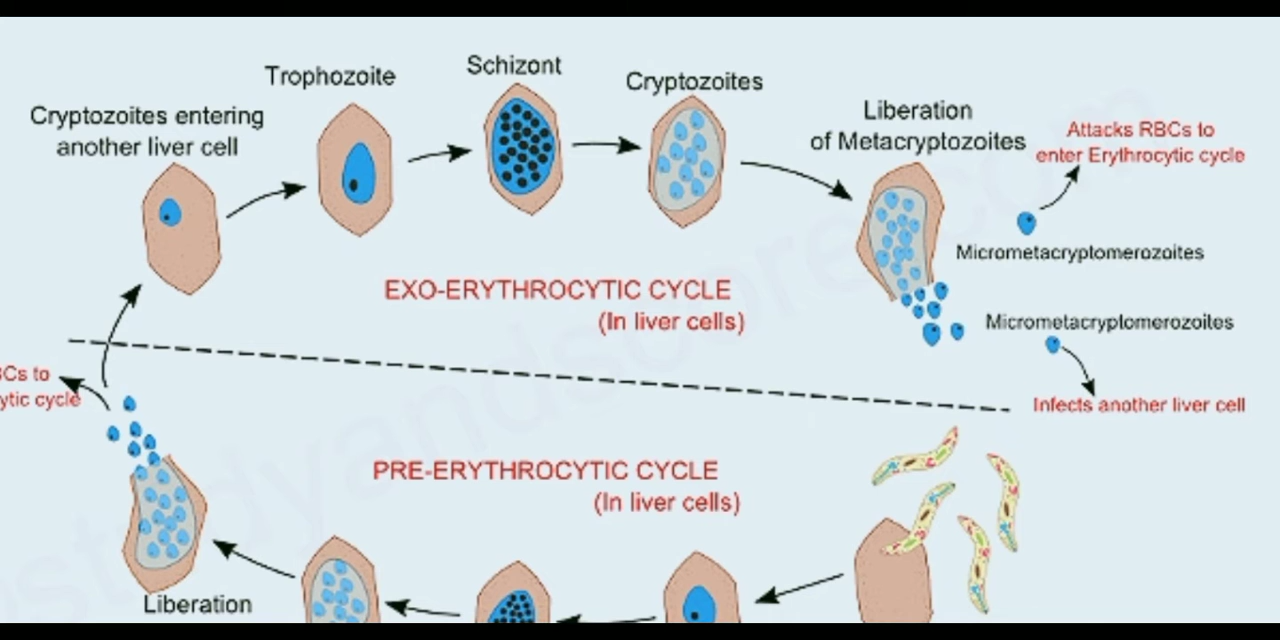 Trophozoite
Schizont
Cryptozoites
Cryptozoites entering
another liver cell
Liberation
of Metacryptozoites
Attacks RBCs to
enter Erythrocytic cycle
Micrometacryptomerozoites
EXO-ERYTHROCYTIC CYCLE
(In liver cells)
Micrometacryptomerozoites
Infects another liver cell
to
cycle
PRE-ERYTHROCYTIC CYCLE
(In liver cells)
Liberation